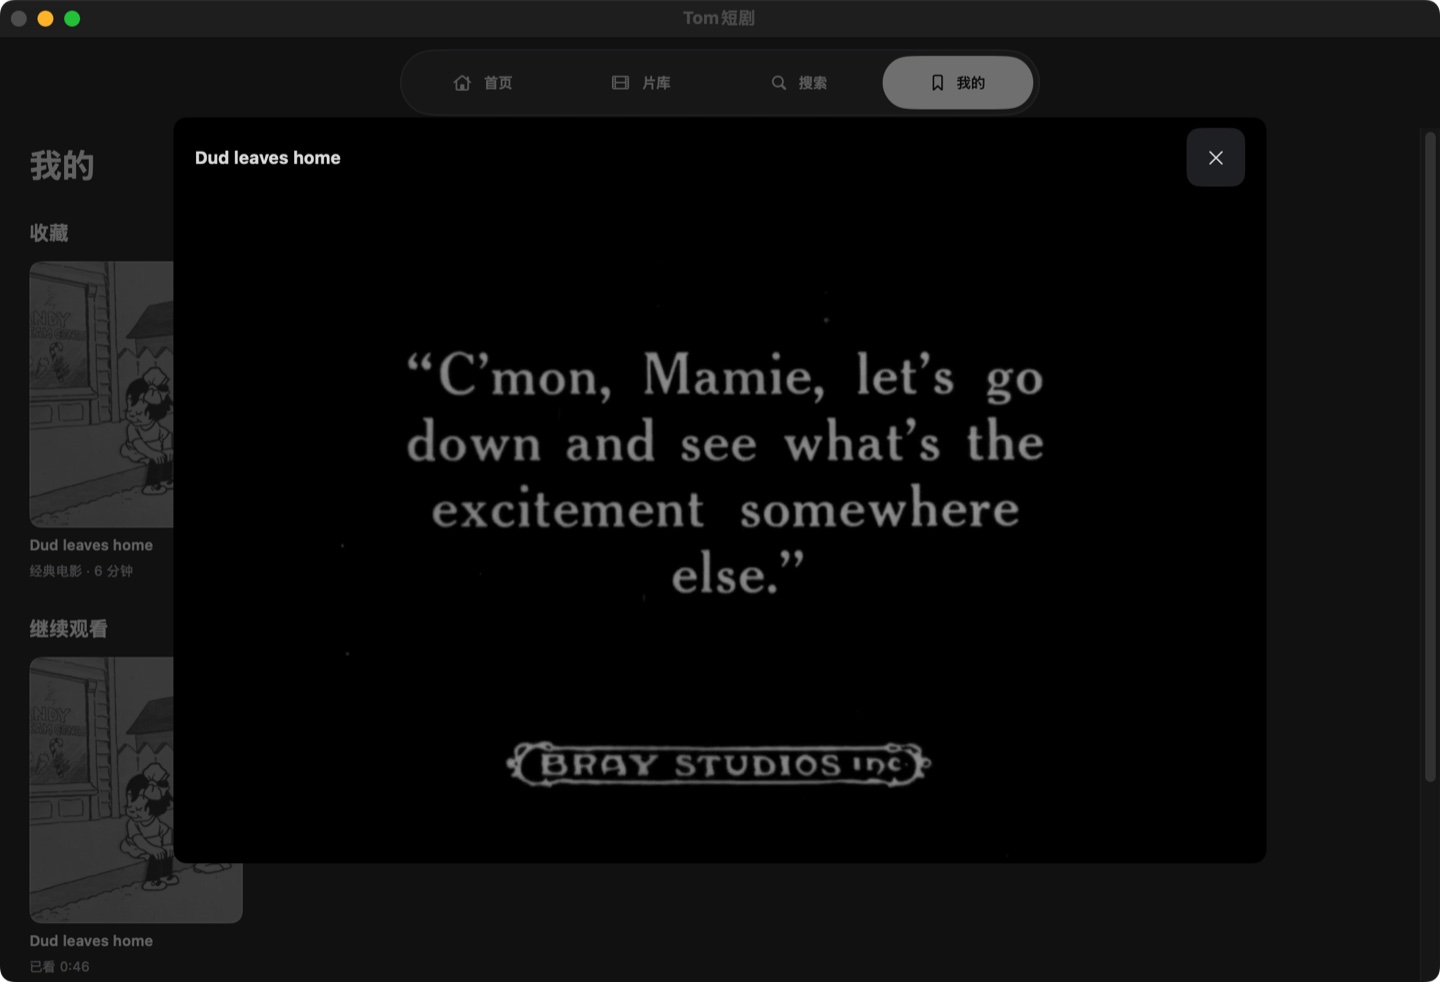 Tom短剧
首页
片库
搜索
我的
我的
Dud leaves home
收藏
“C’mon, Mamie, let’s go
down and see what’s the
excitement somewhere
else.”
BRAY STUDIOS Inc
ANDY
Dud leaves home
经典电影 · 6 分钟
继续观看
ANDY
Dud leaves home
已看 0:46